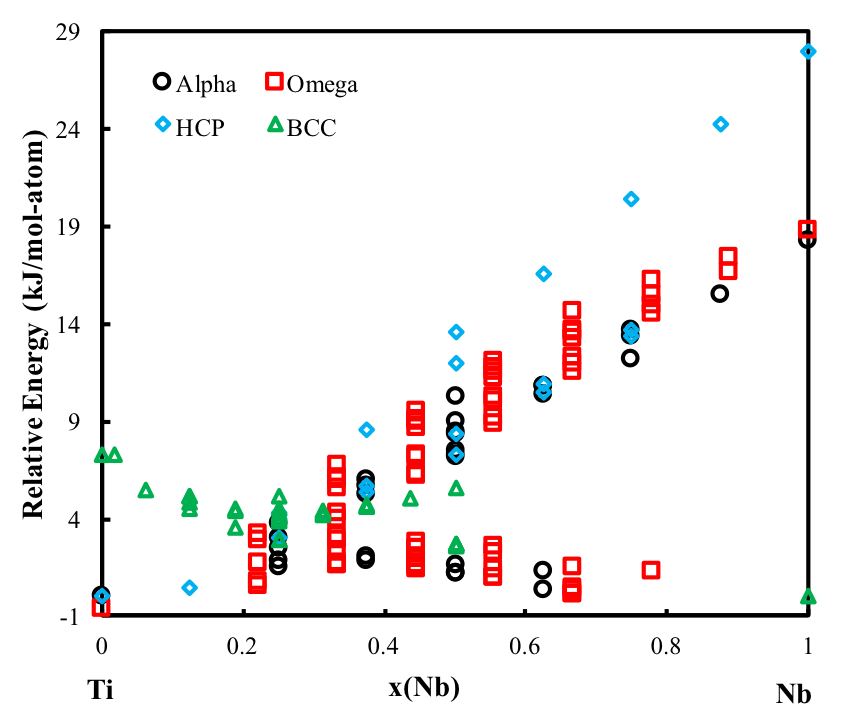 29
24
19
14
9
4
-1
Relative Energy (kJ/mol-atom)
Alpha
Omega
HCP
BCC
0
0.2
0.4
0.6
0.8
1
Ti
x(Nb)
Nb